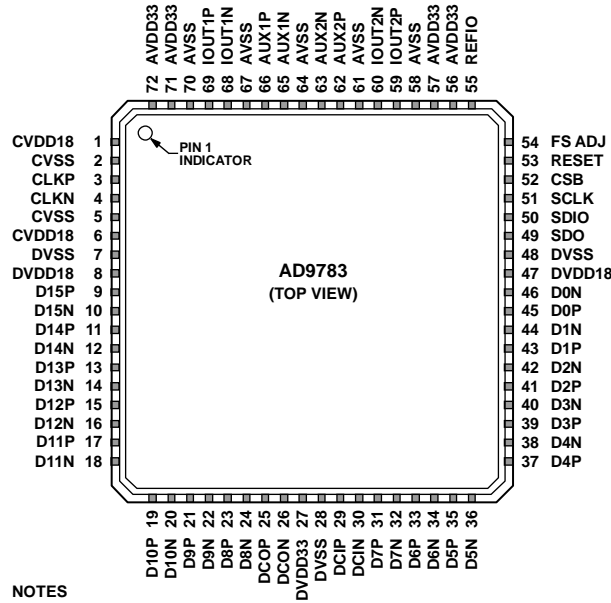 72 AVDD33
71 AVDD33
70 AVSS
69 IOUT1P
68 IOUT1N
67 AVSS
66 AUX1P
65 AUX1N
64 AVSS
63 AUX2N
62 AUX2P
61 AVSS
60 IOUT2N
59 IOUT2P
58 AVSS
57 AVDD33
56 AVDD33
55 REFIO
CVDD18 1
CVSS 2
CLKP 3
CLKN 4
CVSS 5
CVDD18 6
DVSS 7
DVDD18 8
D15P 9
D15N 10
D14P 11
D14N 12
D13P 13
D13N 14
D12P 15
D12N 16
D11P 17
D11N 18
PIN 1
INDICATOR
AD9783
(TOP VIEW)
54 FS ADJ
53 RESET
52 CSB
51 SCLK
50 SDIO
49 SDO
48 DVSS
47 DVDD18
46 D0N
45 D0P
44 D1N
43 D1P
42 D2N
41 D2P
40 D3N
39 D3P
38 D4N
37 D4P
D10P 19
D10N 20
D9P 21
D9N 22
D8P 23
D8N 24
DCOP 25
DCON 26
DVDD33 27
DVSS 28
DCIP 29
DCIN 30
D7P 31
D7N 32
D6P 33
D6N 34
D5P 35
D5N 36
NOTES